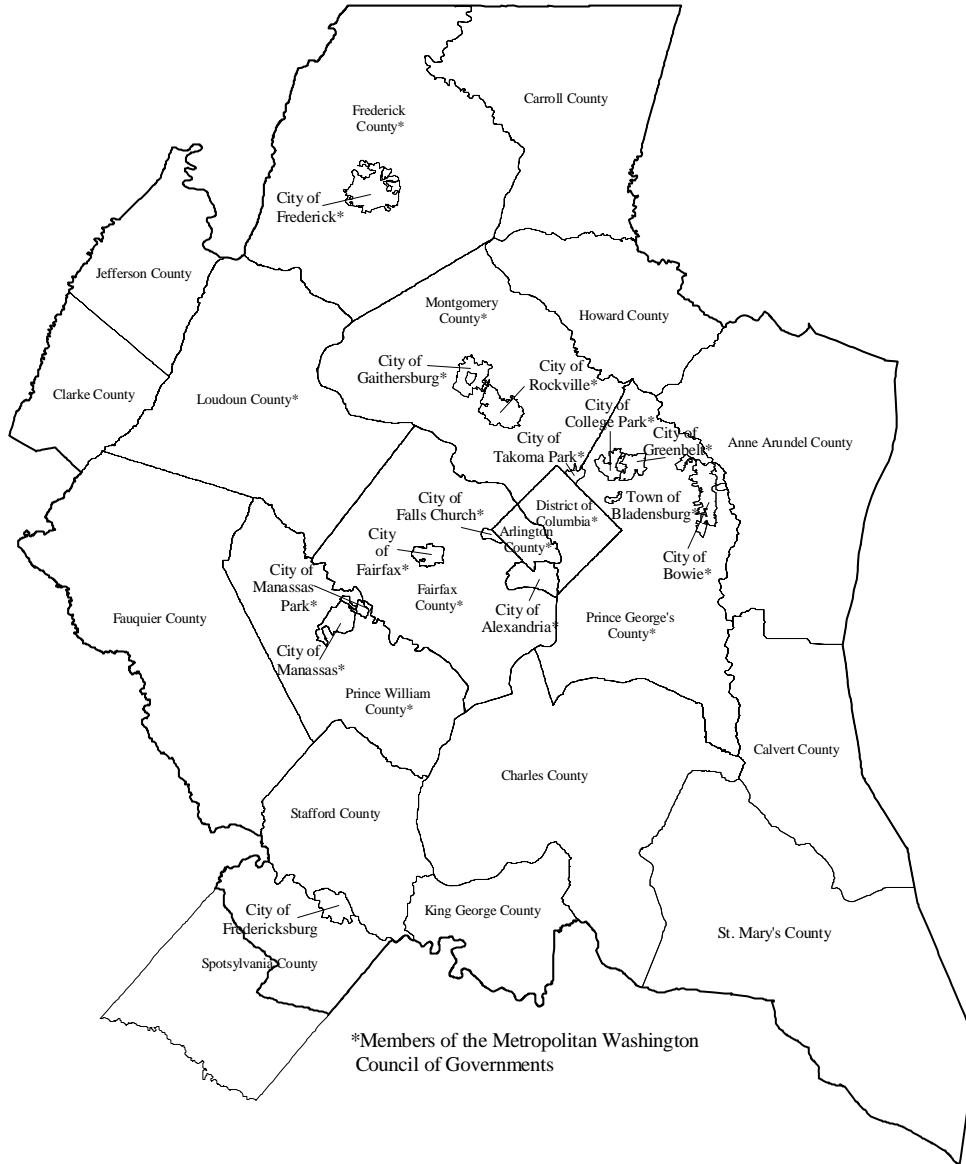 Carroll County
Frederick
County*
City of
Frederick*
Jefferson County
Montgomery
County*
Howard County
City of
Gaithersburg*
City of
Rockville*
Clarke County
Loudoun County*
City of
College Park*
City of
Greenbelt*
Anne Arundel County
City of
Takoma Park*
City of
Falls Church*
District of
Columbia*
Town of
Bladensburg*
Arlington
County*
City
of
Fairfax*
City of
Bowie*
City of
Manassas
Park*
Fairfax
County*
City of
Alexandria*
Prince George's
County*
Fauquier County
City of
Manassas*
Prince William
County*
Calvert County
Charles County
Stafford County
City of
Fredericksburg
King George County
St. Mary's County
Spotsylvania County
*Members of the Metropolitan Washington
Council of Governments